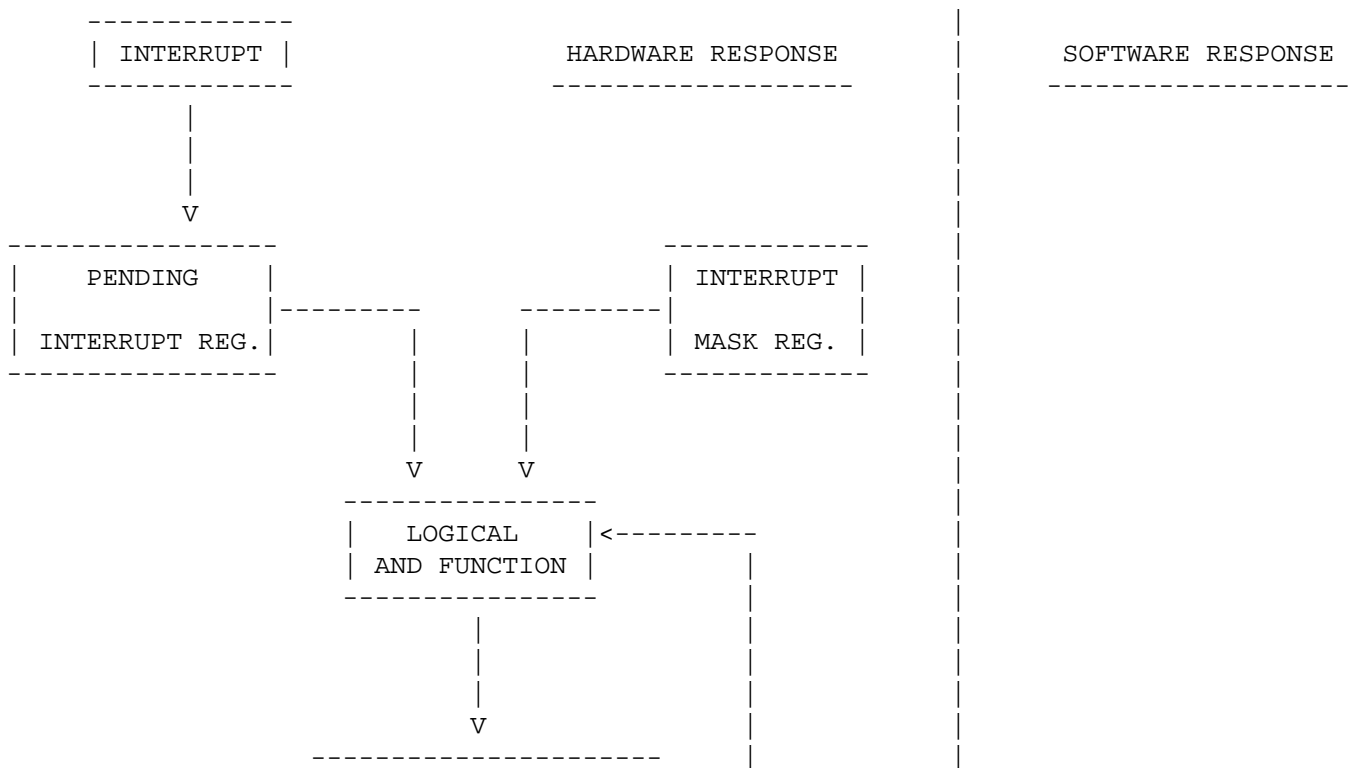 INTERRUPT
HARDWARE RESPONSE
SOFTWARE RESPONSE
PENDING
INTERRUPT REG.
INTERRUPT
MASK REG.
V
V
V
LOGICAL
AND FUNCTION
V